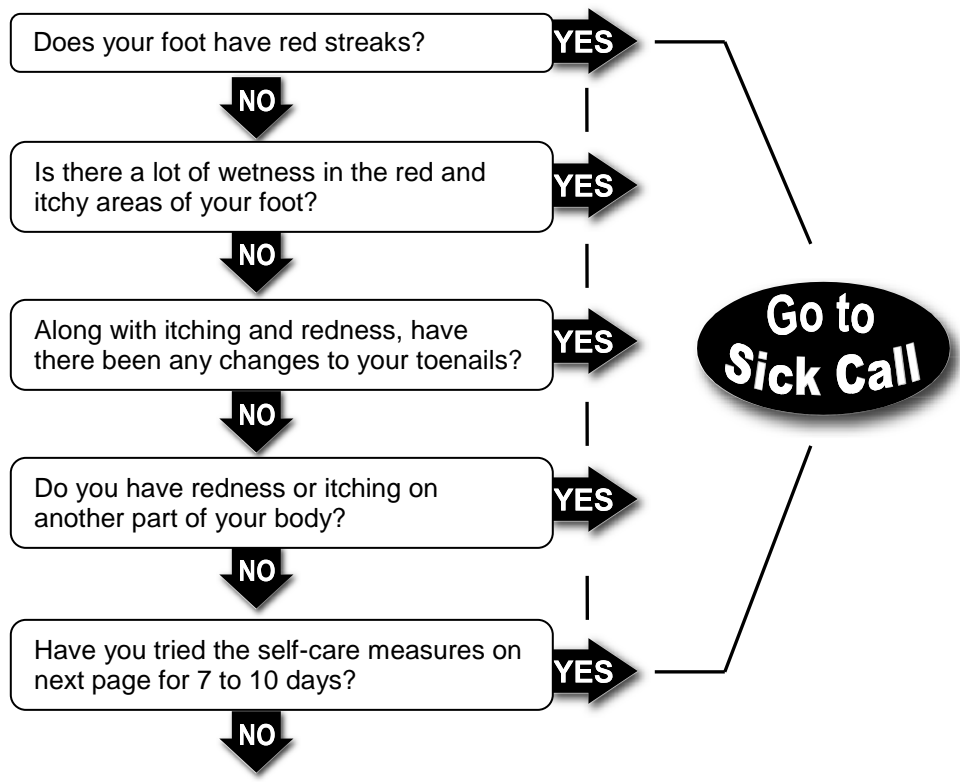 Does your foot have red streaks?
YES
NO
Is there a lot of wetness in the red and
itchy areas of your foot?
YES
NO
Along with itching and redness, have
there been any changes to your toenails?
YES
Go to
Sick Call
NO
Do you have redness or itching on
another part of your body?
YES
NO
Have you tried the self-care measures on
next page for 7 to 10 days?
YES
NO